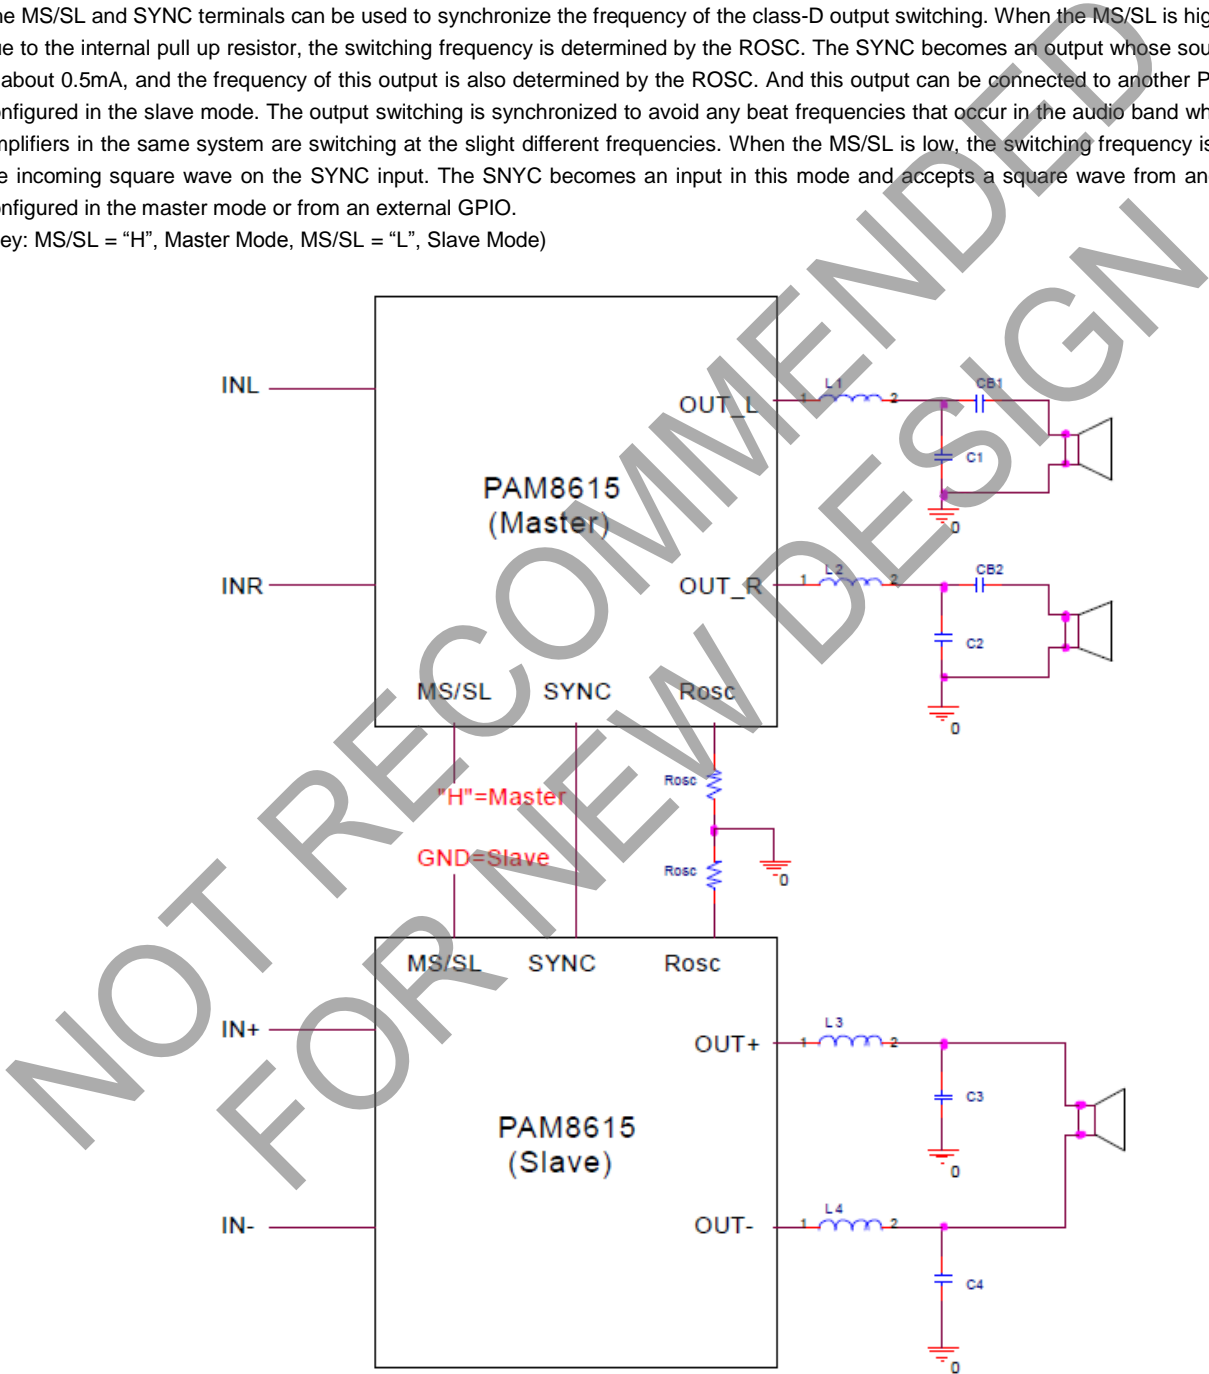 ne MS/SL and SYNC terminals can be used to synchronize the frequency of the class-D output switching. When the MS/SL is hig
ue to the internal pull up resistor, the switching frequency is determined by the ROSC. The SYNC becomes an output whose sou
about 0.5mA, and the frequency of this output is also determined by the ROSC. And this output can be connected to another P
onfigured in the slave mode. The output switching is synchronized to avoid any beat frequencies that occur in the audio band wh
mplifiers in the same system are switching at the slight different frequencies. When the MS/SL is low, the switching frequency is
e incoming square wave on the SYNC input. The SNYC becomes an input in this mode and accepts a square wave from an
onfigured in the master mode or from an external GPIO.
ey: MS/SL = “H”, Master Mode, MS/SL = “L”, Slave Mode)
NOT RECOMMENDED
FOR NEW DESIGN
INL
OUT_L
1 L1 2
CB1
C1
0
PAM8615
(Master)
INR
OUT_R
1 L2 2
CB2
C2
0
MS/SL SYNC Rosc
Rosc
"H"=Master
GND=Slave
Rosc
0
MS/SL SYNC Rosc
IN+
OUT+
1 L3 2
C3
0
PAM8615
(Slave)
IN-
OUT-
1 L4 2
C4
0